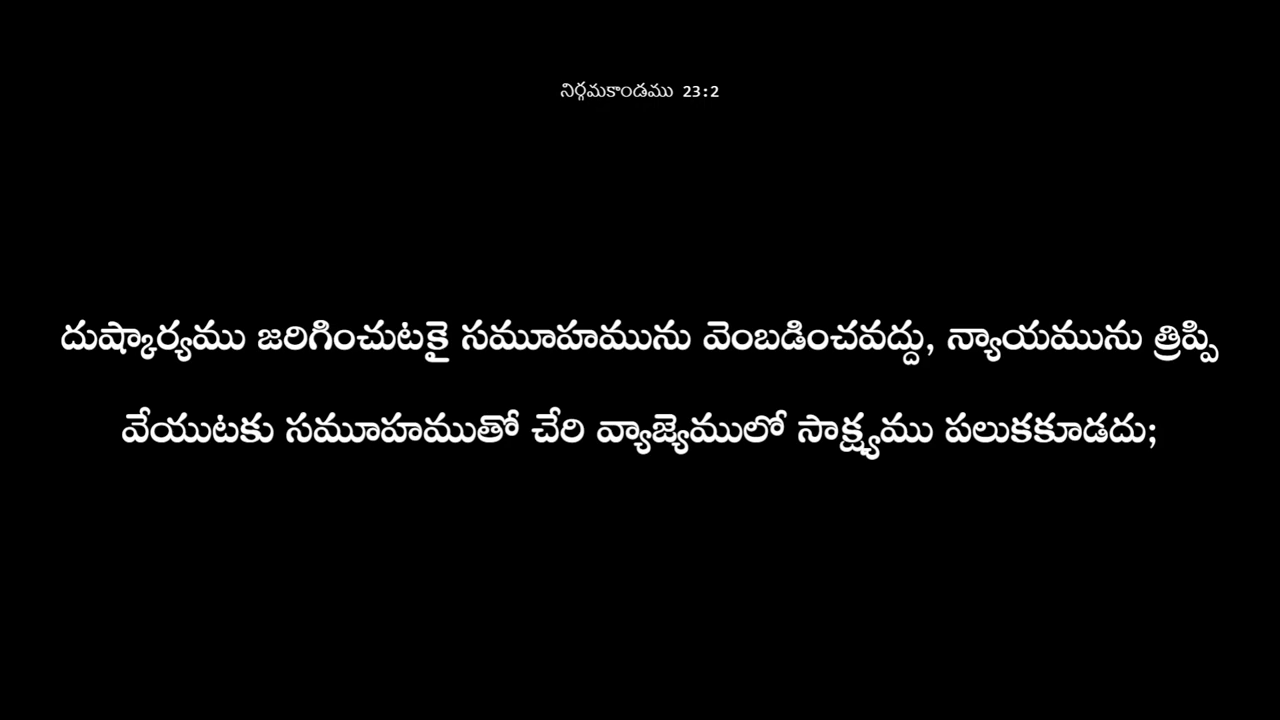 నిర్గమకాండము 23:2
దుష్కార్యము జరిగించుటకై సమూహమును వెంబడించవద్దు, న్యాయమును త్రిప్పి
వేయుటకు సమూహముతో చేరి వ్యాజ్యెములో సాక్ష్యము పలుకకూడదు;